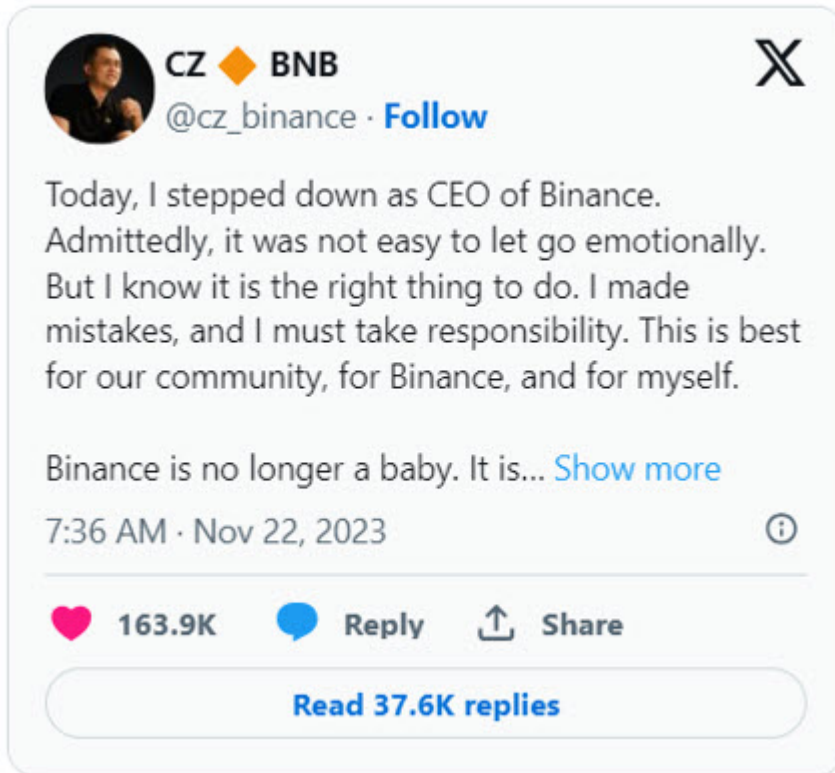 CZ 🔶 BNB
@cz_binance · Follow
Today, I stepped down as CEO of Binance.
Admittedly, it was not easy to let go emotionally.
But I know it is the right thing to do. I made
mistakes, and I must take responsibility. This is best
for our community, for Binance, and for myself.
Binance is no longer a baby. It is... Show more
7:36 AM · Nov 22, 2023
163.9K Reply Share
Read 37.6K replies